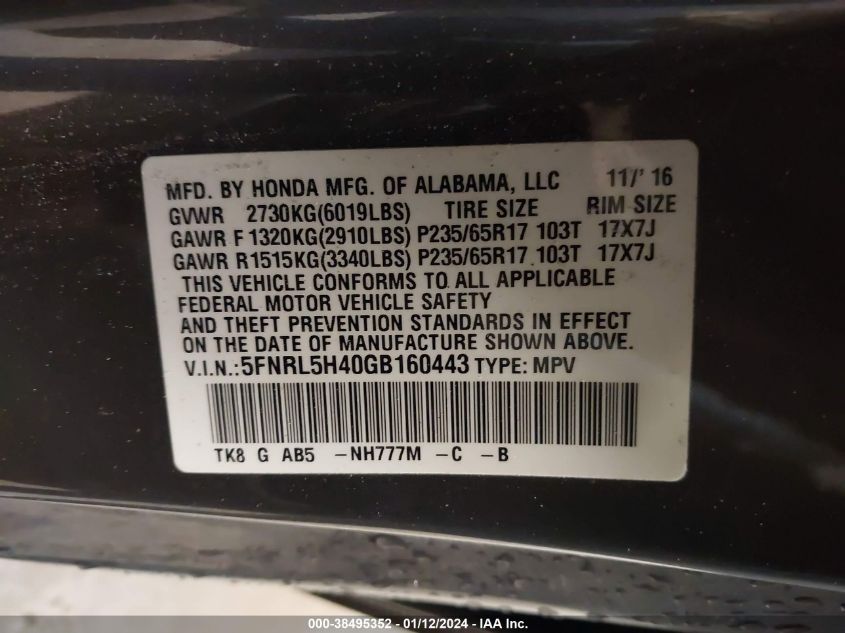 MFD. BY HONDA MFG. OF ALABAMA, LLC 11/' 16
GVWR 2730KG(6019LBS) TIRE SIZE RIM SIZE
GAWR F 1320KG(2910LBS) P235/65R17 103T 17X7J
GAWR R1515KG(3340LBS) P235/65R17 103T 17X7J
THIS VEHICLE CONFORMS TO ALL APPLICABLE
FEDERAL MOTOR VEHICLE SAFETY
AND THEFT PREVENTION STANDARDS IN EFFECT
ON THE DATE OF MANUFACTURE SHOWN ABOVE.
V.I.N.:5FNRL5H40GB160443 TYPE: MPV
TK8 G AB5 -NH777M -C -B
000-38495352 - 01/12/2024 - IAA Inc.